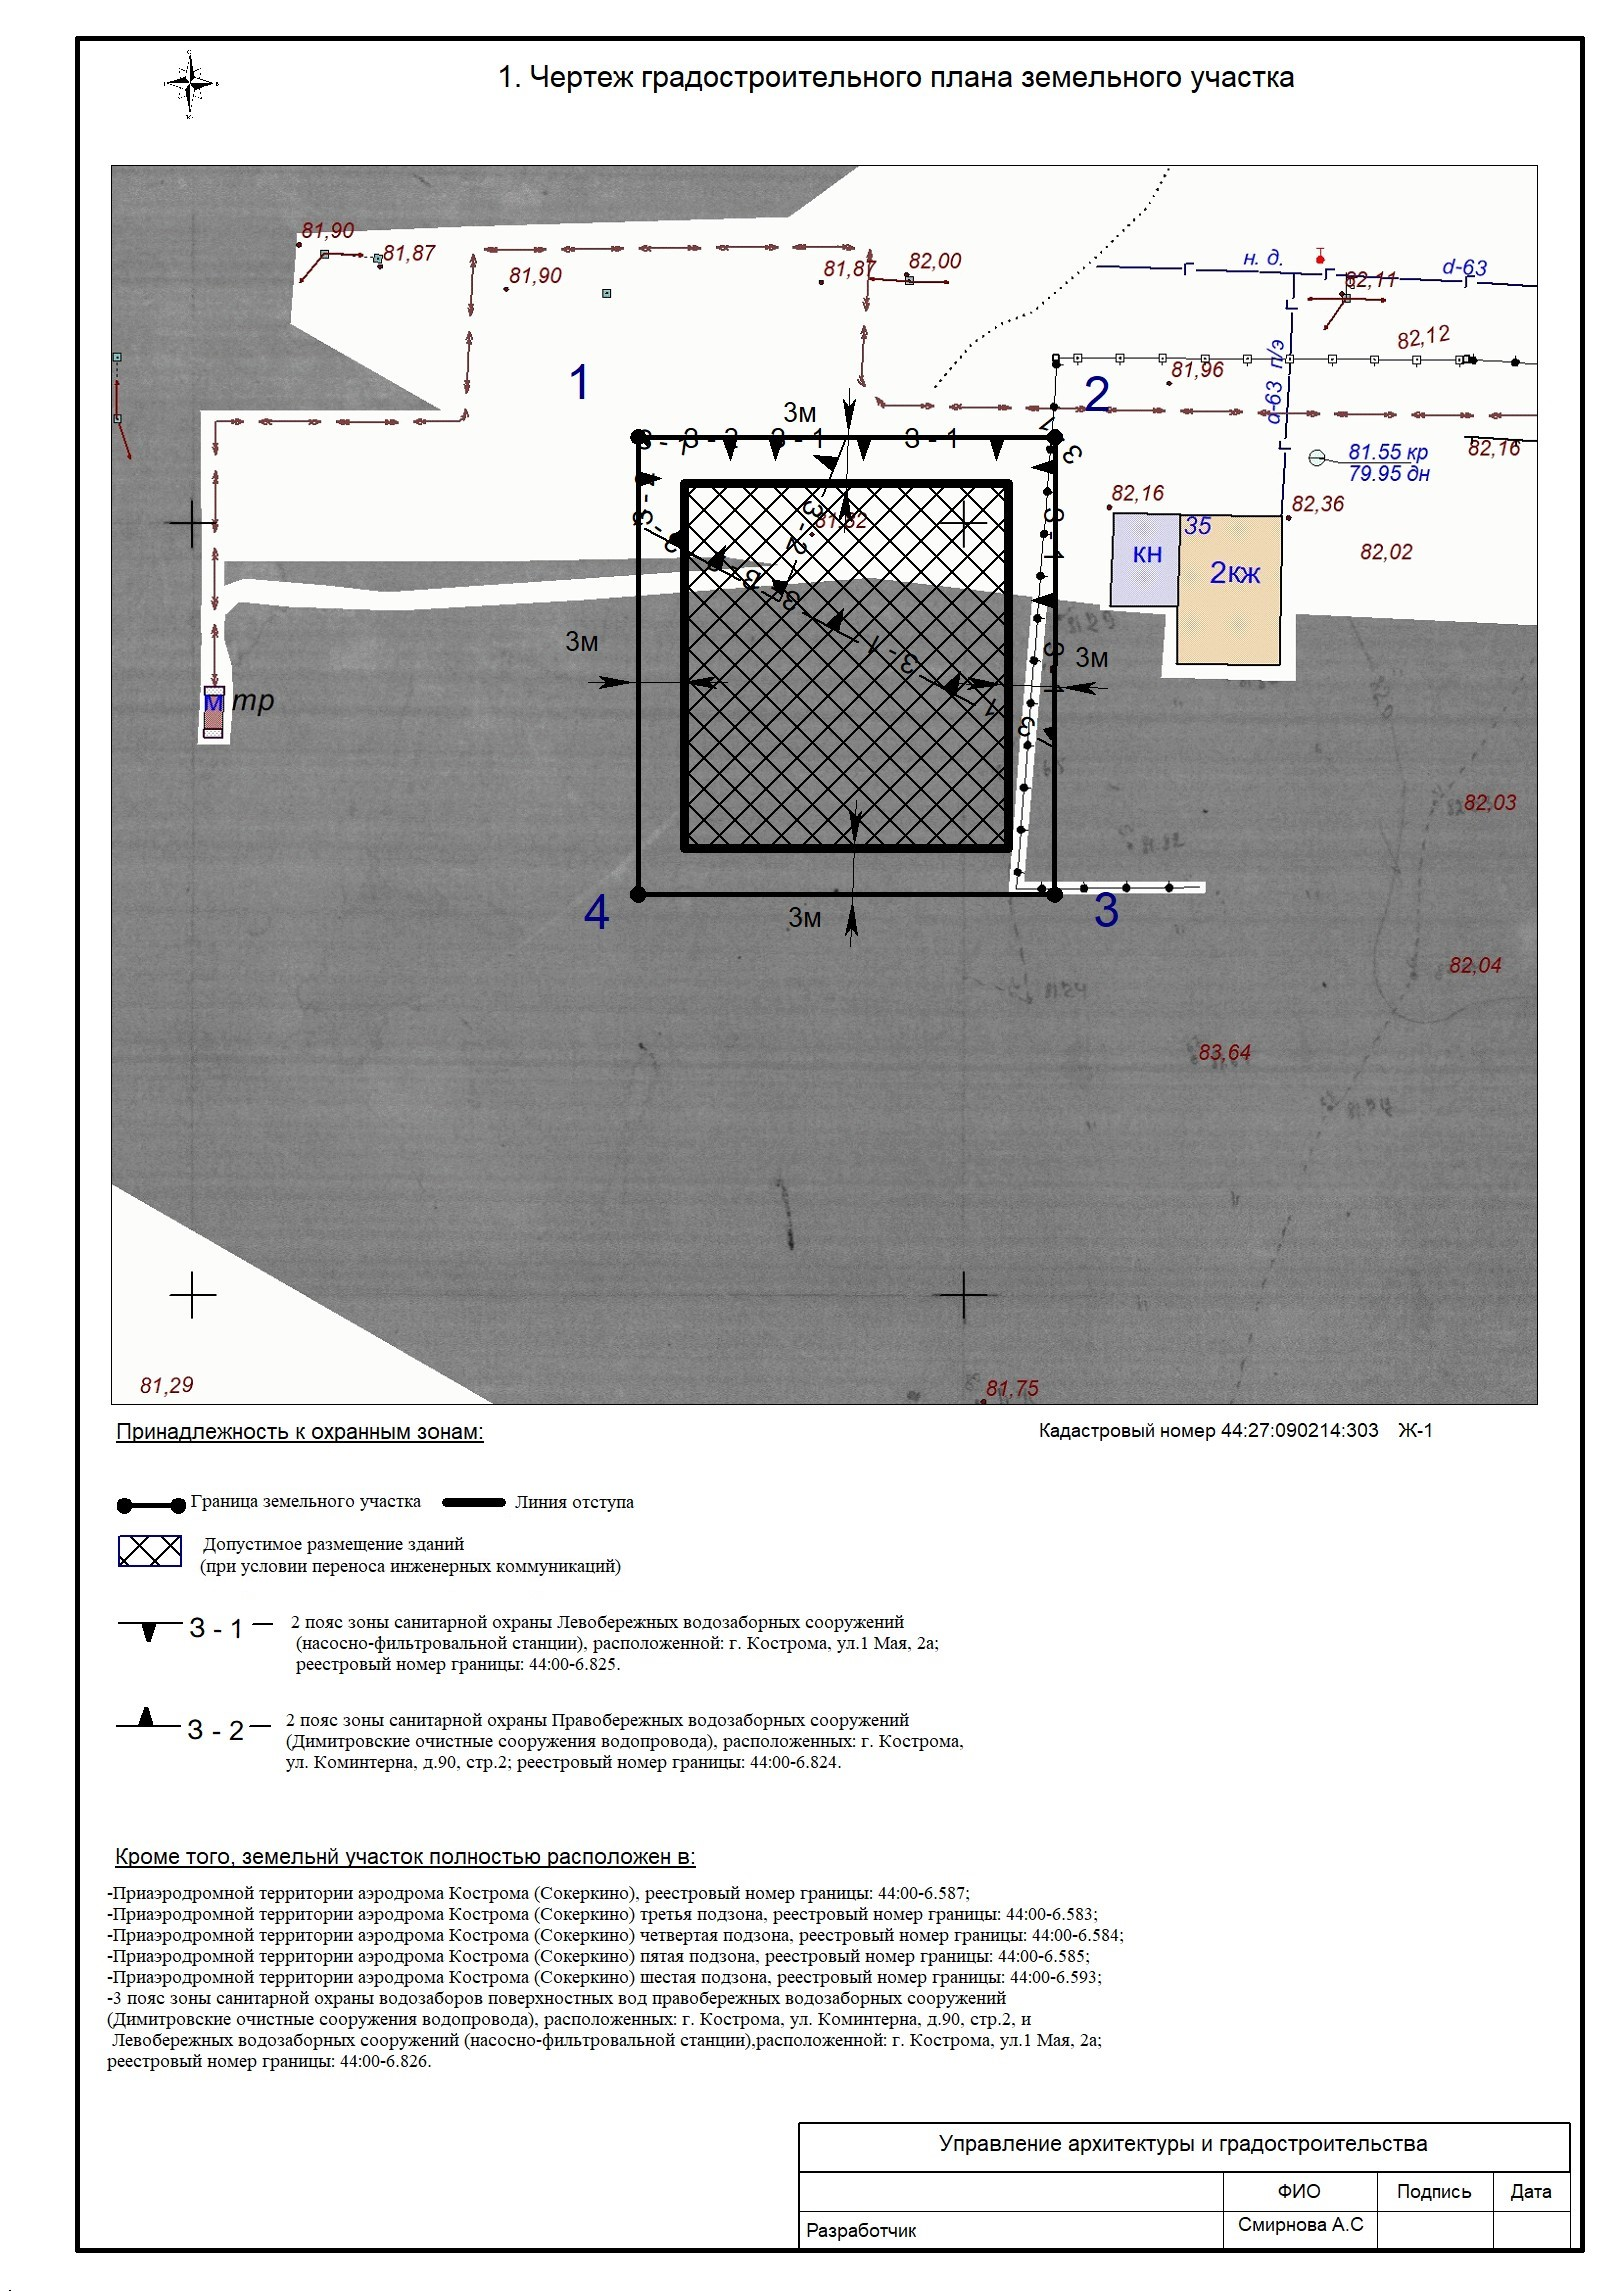 1. Чертеж градостроительного плана земельного участка
81,90
81,87
81,90
81,87
82,00
н. д.
d-63
82,11
82,12
1
2
81,96
d-63 п/э
3м
3 - 2
3 - 1
3 - 1
82,16
81.55 кр
79.95 дн
82,16
82,36
35
кн
2кж
82,02
81,82
3 - 2
3 - 1
3 - 1
3м
3м
м тр
82,03
4
3м
3
82,04
83,64
81,29
81,75
Принадлежность к охранным зонам:
Кадастровый номер 44:27:090214:303 Ж-1
Граница земельного участка
Линия отступа
Допустимое размещение зданий
(при условии переноса инженерных коммуникаций)
3 - 1
2 пояс зоны санитарной охраны Левобережных водозаборных сооружений
(насосно-фильтровальной станции), расположенной: г. Кострома, ул.1 Мая, 2а;
реестровый номер границы: 44:00-6.825.
3 - 2
2 пояс зоны санитарной охраны Правобережных водозаборных сооружений
(Димитровские очистные сооружения водопровода), расположенных: г. Кострома,
ул. Коминтерна, д.90, стр.2; реестровый номер границы: 44:00-6.824.
Кроме того, земельнй участок полностью расположен в:
-Приаэродромной территории аэродрома Кострома (Сокеркино), реестровый номер границы: 44:00-6.587;
-Приаэродромной территории аэродрома Кострома (Сокеркино) третья подзона, реестровый номер границы: 44:00-6.583;
-Приаэродромной территории аэродрома Кострома (Сокеркино) четвертая подзона, реестровый номер границы: 44:00-6.584;
-Приаэродромной территории аэродрома Кострома (Сокеркино) пятая подзона, реестровый номер границы: 44:00-6.585;
-Приаэродромной территории аэродрома Кострома (Сокеркино) шестая подзона, реестровый номер границы: 44:00-6.593;
-3 пояс зоны санитарной охраны водозаборов поверхностных вод правобережных водозаборных сооружений
(Димитровские очистные сооружения водопровода), расположенных: г. Кострома, ул. Коминтерна, д.90, стр.2, и
Левобережных водозаборных сооружений (насосно-фильтровальной станции),расположенной: г. Кострома, ул.1 Мая, 2а;
реестровый номер границы: 44:00-6.826.
Управление архитектуры и градостроительства
ФИО
Подпись
Дата
Разработчик
Смирнова А.С